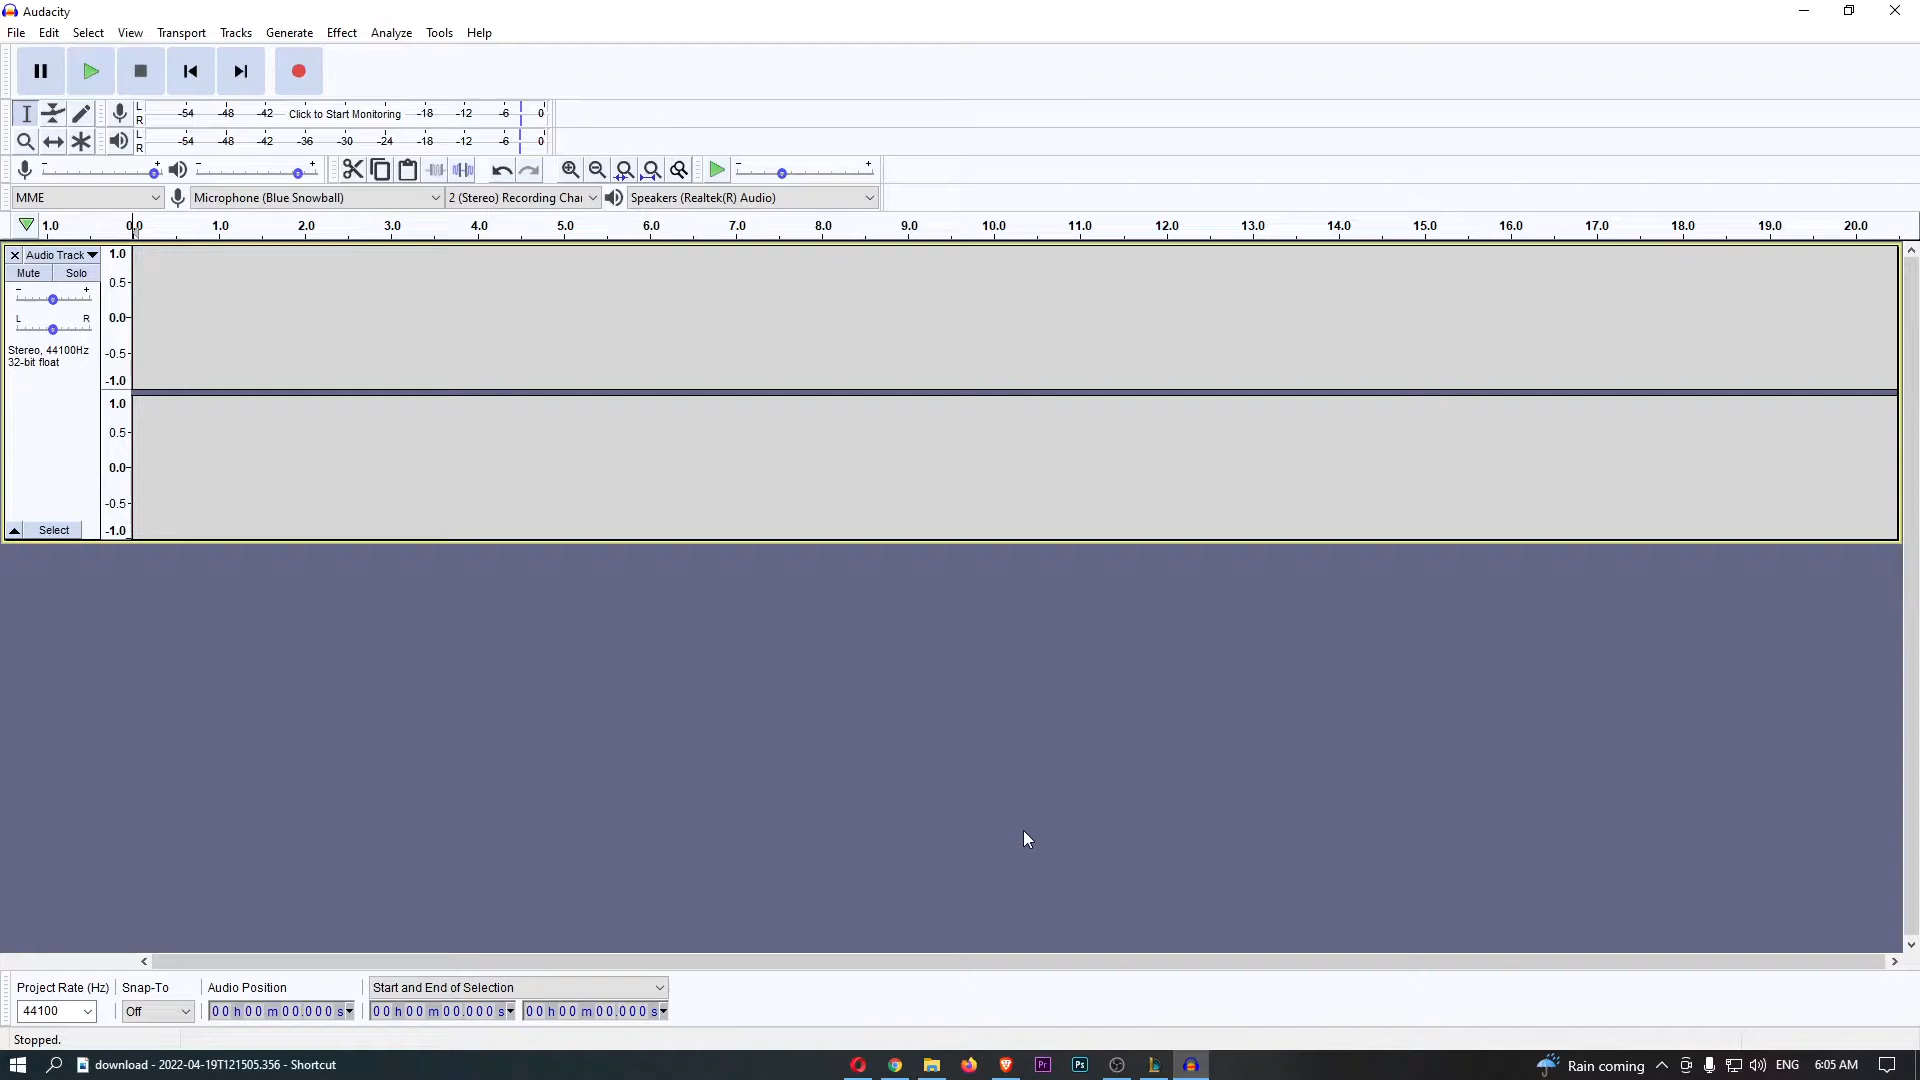 Audacity
File Edit Select View Transport Tracks Generate Effect Analyze Tools Help
L R -54 -48 -42 Click to Start Monitoring -18 -12 -6 0
L R -54 -48 -42 -36 -30 -24 -18 -12 -6 0
- + - + - +
MME Microphone (Blue Snowball) 2 (Stereo) Recording Char Speakers (Realtek(R) Audio)
1.0 0.0 1.0 2.0 3.0 4.0 5.0 6.0 7.0 8.0 9.0 10.0 11.0 12.0 13.0 14.0 15.0 16.0 17.0 18.0 19.0 20.0
Audio Track 1.0
Mute Solo
- + 0.5
L R 0.0
Stereo, 44100Hz -0.5
32-bit float
-1.0
1.0
0.5
0.0
-0.5
Select -1.0
Project Rate (Hz) Snap-To Audio Position Start and End of Selection
44100 Off 00 h 00 m 00.000 s 00 h 00 m 00.000 s 00 h 00 m 00.000 s
Stopped.
download - 2022-04-19T121505.356 - Shortcut Pr Ps Rain coming ENG 6:05 AM